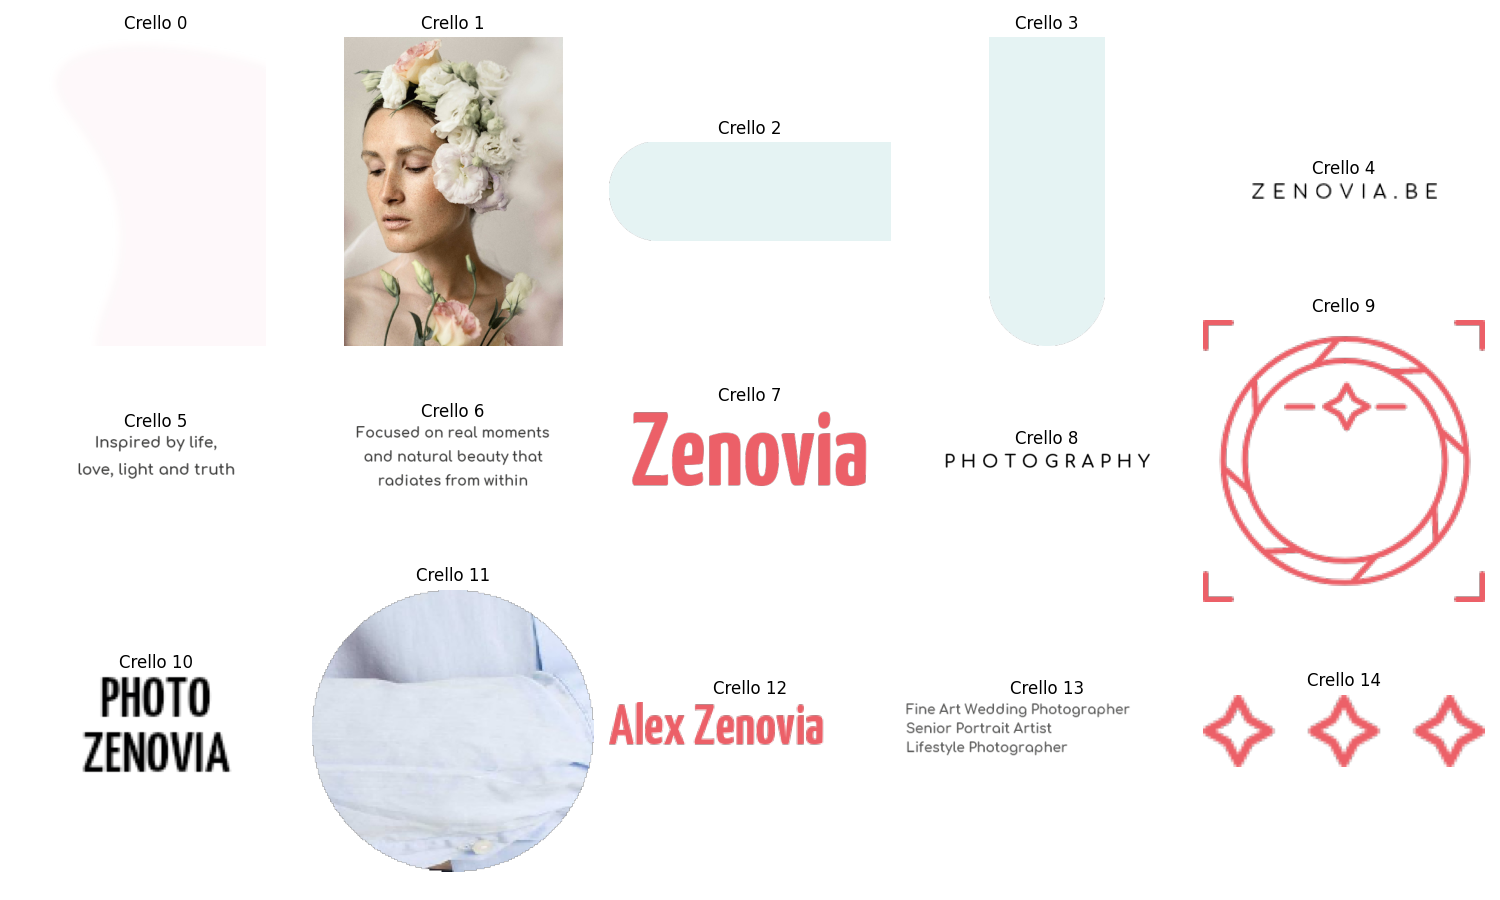 Crello 0
Crello 1
Crello 2
Crello 3
Crello 4
ZENOVIA.BE
Crello 5
Inspired by life,
love, light and truth
Crello 6
Focused on real moments
and natural beauty that
radiates from within
Crello 7
Zenovia
Crello 8
PHOTOGRAPHY
Crello 9
Crello 10
PHOTO
ZENOVIA
Crello 11
Crello 12
Alex Zenovia
Crello 13
Fine Art Wedding Photographer
Senior Portrait Artist
Lifestyle Photographer
Crello 14